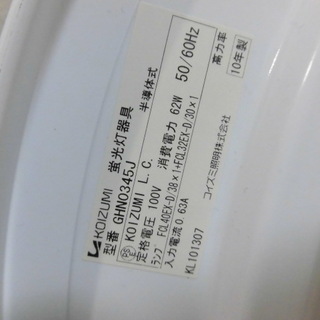 KOIZUMI 蛍光灯器具
型番 GHN0345J 半導体式
PS E KOIZUMI L.C.
定格電圧 100V 消費電力 62W 50/60Hz
ランプ FCL40EX-D/38×1+FCL32EX-D/30×1
入力電流0.63A
高力率
10年製
KL101307 コイズミ照明株式会社